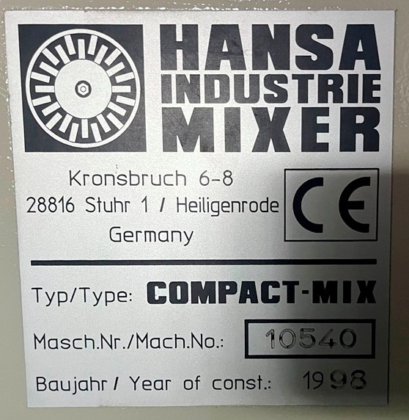 HANSA
INDUSTRIE
MIXER
Kronsbruch 6-8
28816 Stuhr 1 / Heiligenrode
Germany
CE
Typ/Type: COMPACT-MIX
Masch.Nr./Mach.No.: 10540
Baujahr / Year of const.: 1998